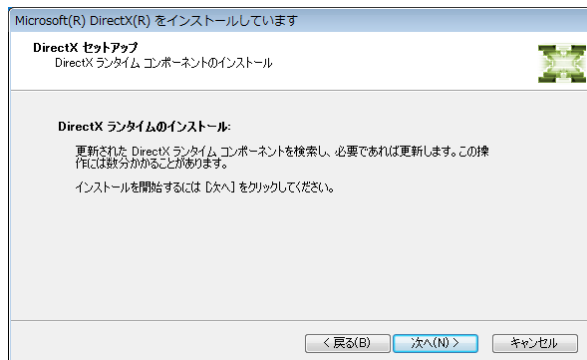 Microsoft(R) DirectX(R) をインストールしています
DirectX セットアップ
DirectX ランタイム コンポーネントのインストール
DirectX ランタイムのインストール:
更新された DirectX ランタイム コンポーネントを検索し、必要であれば更新します。この操
作には数分かかることがあります。
インストールを開始するには [次へ] をクリックしてください。
< 戻る(B)
次へ(N) >
キャンセル